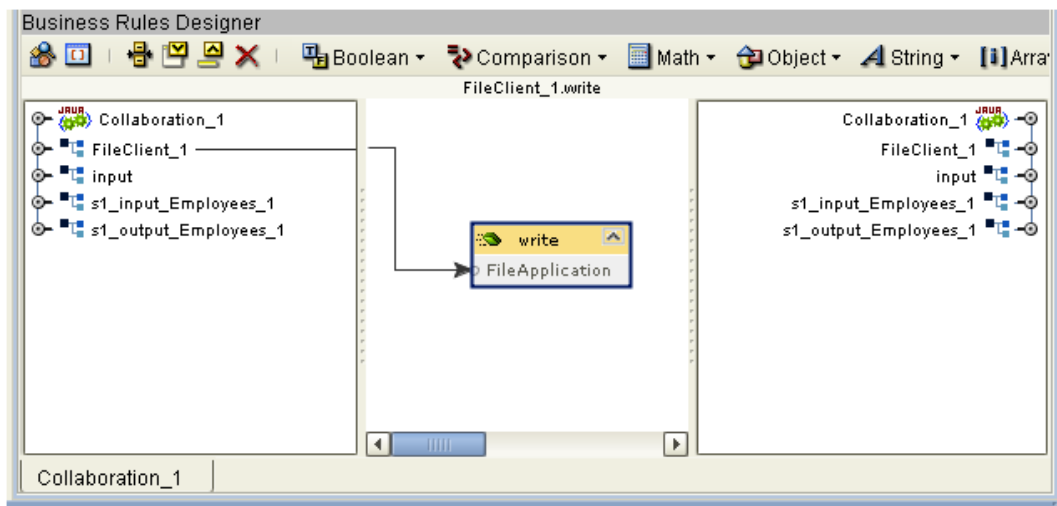 Business Rules Designer
Boolean Comparison Math Object String Arra
FileClient_1.write
JAVA Collaboration_1
FileClient_1
input
s1_input_Employees_1
s1_output_Employees_1
write
FileApplication
Collaboration_1 JAVA
FileClient_1
input
s1_input_Employees_1
s1_output_Employees_1
Collaboration_1